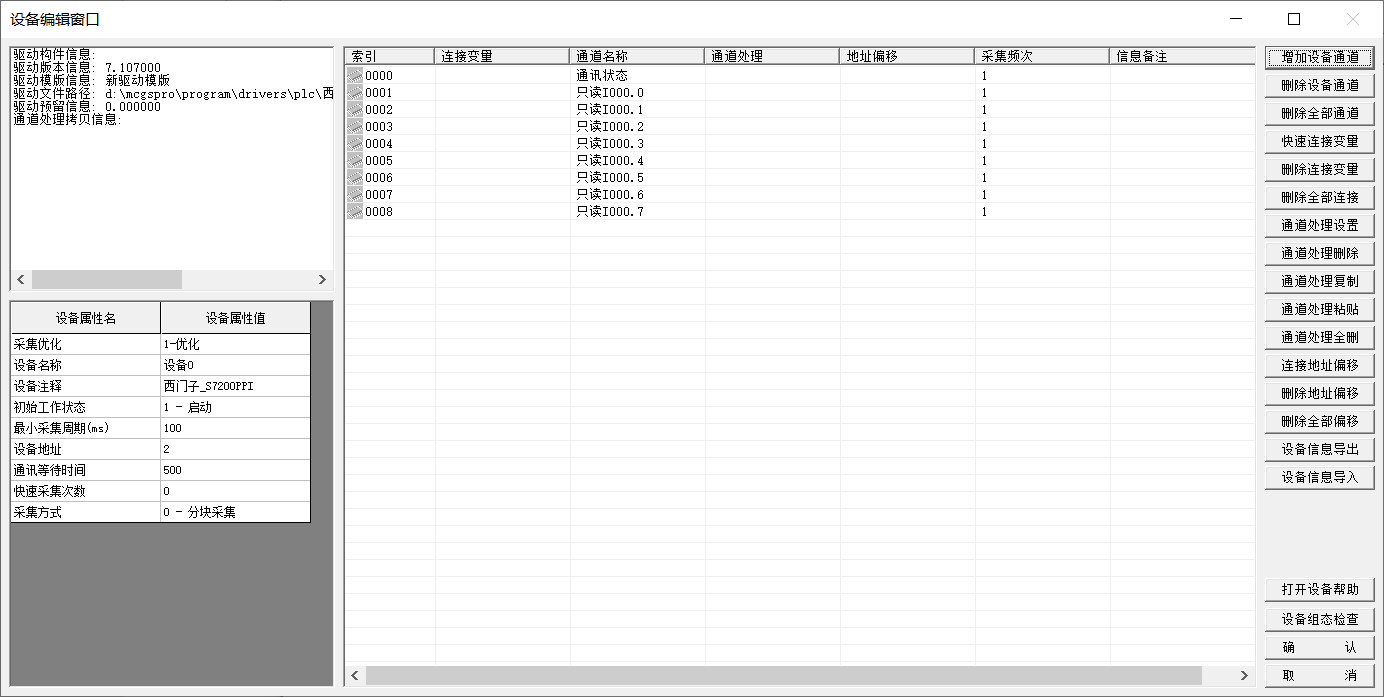 设备编辑窗口
驱动构件信息:
驱动版本信息: 7.107000
驱动模版信息: 新驱动模版
驱动文件路径: d:\mcgspro\program\drivers\plc\西
驱动预留信息: 0.000000
通道处理拷贝信息:
设备属性名 设备属性值
采集优化 1-优化
设备名称 设备0
设备注释 西门子_S7200PPI
初始工作状态 1 - 启动
最小采集周期(ms) 100
设备地址 2
通讯等待时间 500
快速采集次数 0
采集方式 0 - 分块采集
索引 连接变量 通道名称 通道处理 地址偏移 采集频次 信息备注
0000 通讯状态 1
0001 只读I000.0 1
0002 只读I000.1 1
0003 只读I000.2 1
0004 只读I000.3 1
0005 只读I000.4 1
0006 只读I000.5 1
0007 只读I000.6 1
0008 只读I000.7 1
增加设备通道
删除设备通道
删除全部通道
快速连接变量
删除连接变量
删除全部连接
通道处理设置
通道处理删除
通道处理复制
通道处理粘贴
通道处理全删
连接地址偏移
删除地址偏移
删除全部偏移
设备信息导出
设备信息导入
打开设备帮助
设备组态检查
确 认
取 消